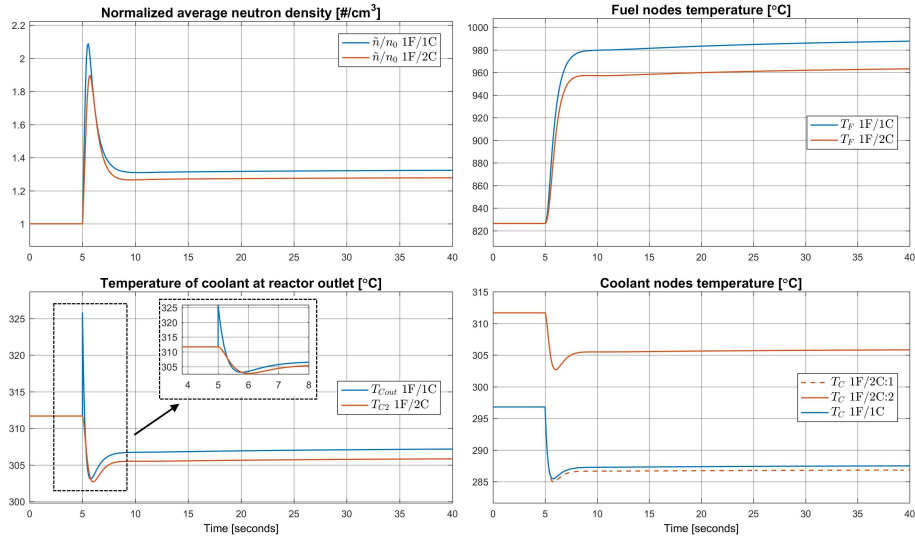 Normalized average neutron density [#/cm³]
2.2
2
1.8
1.6
1.4
1.2
1
0 5 10 15 20 25 30 35 40
ñ/n₀ 1F/1C
ñ/n₀ 1F/2C
Fuel nodes temperature [°C]
1000
980
960
940
920
900
880
860
840
820
0 5 10 15 20 25 30 35 40
T_F 1F/1C
T_F 1F/2C
Temperature of coolant at reactor outlet [°C]
325
320
315
310
305
300
0 5 10 15 20 25 30 35 40
Time [seconds]
325
320
315
310
305
4 5 6 7 8
T_Cout 1F/1C
T_C2 1F/2C
Coolant nodes temperature [°C]
315
310
305
300
295
290
285
0 5 10 15 20 25 30 35 40
Time [seconds]
T_C 1F/2C:1
T_C 1F/2C:2
T_C 1F/1C